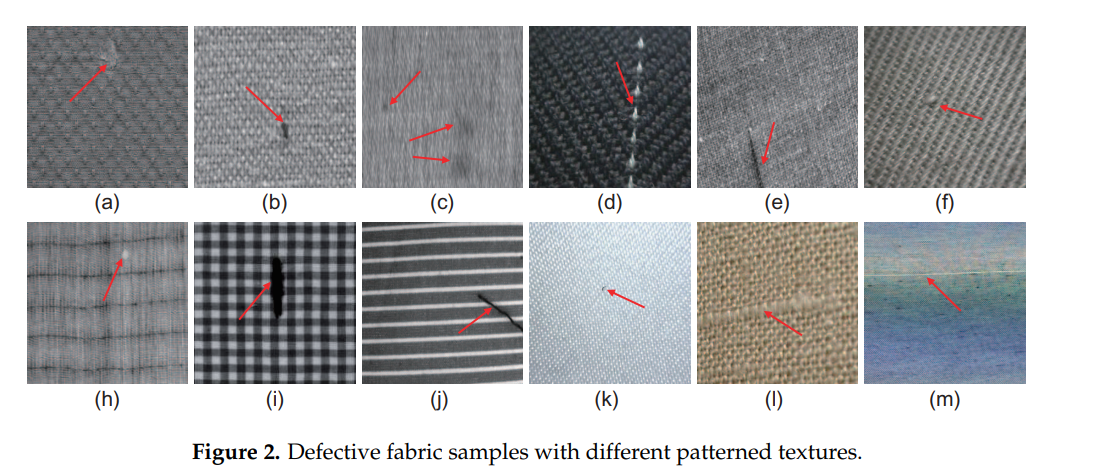 (a) (b) (c) (d) (e) (f)
(h) (i) (j) (k) (l) (m)
Figure 2. Defective fabric samples with different patterned textures.